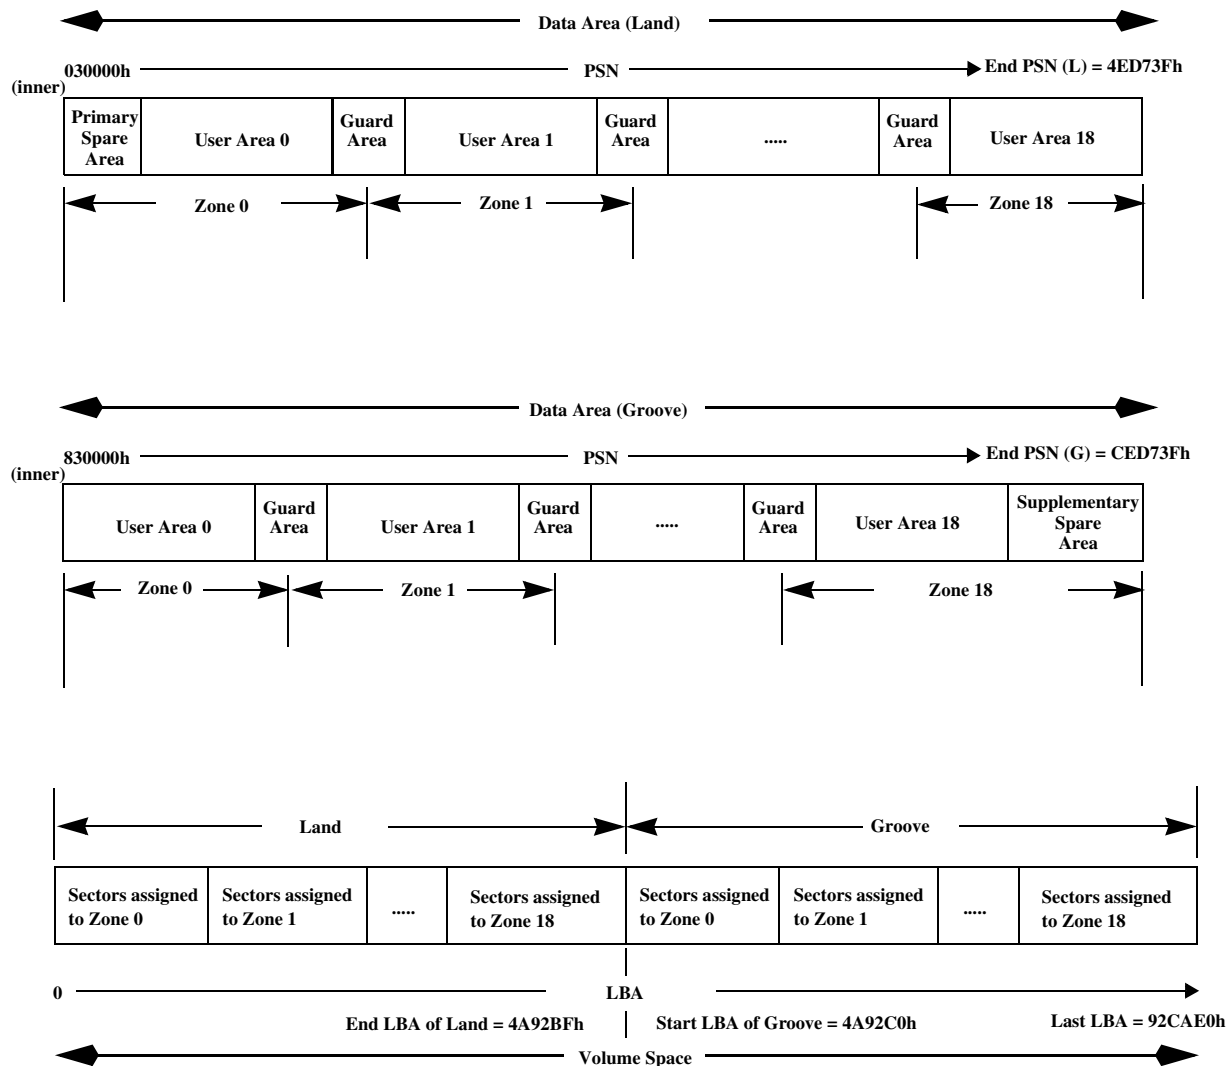 Data Area (Land)
030000h
PSN
End PSN (L) = 4ED73Fh
(inner)
Primary
Spare
Area
User Area 0
Guard
Area
User Area 1
Guard
Area
.....
Guard
Area
User Area 18
Zone 0
Zone 1
Zone 18
Data Area (Groove)
830000h
PSN
End PSN (G) = CED73Fh
(inner)
User Area 0
Guard
Area
User Area 1
Guard
Area
.....
Guard
Area
User Area 18
Supplementary
Spare
Area
Zone 0
Zone 1
Zone 18
Land
Groove
Sectors assigned
to Zone 0
Sectors assigned
to Zone 1
.....
Sectors assigned
to Zone 18
Sectors assigned
to Zone 0
Sectors assigned
to Zone 1
.....
Sectors assigned
to Zone 18
0
LBA
End LBA of Land = 4A92BFh
Start LBA of Groove = 4A92C0h
Last LBA = 92CAE0h
Volume Space